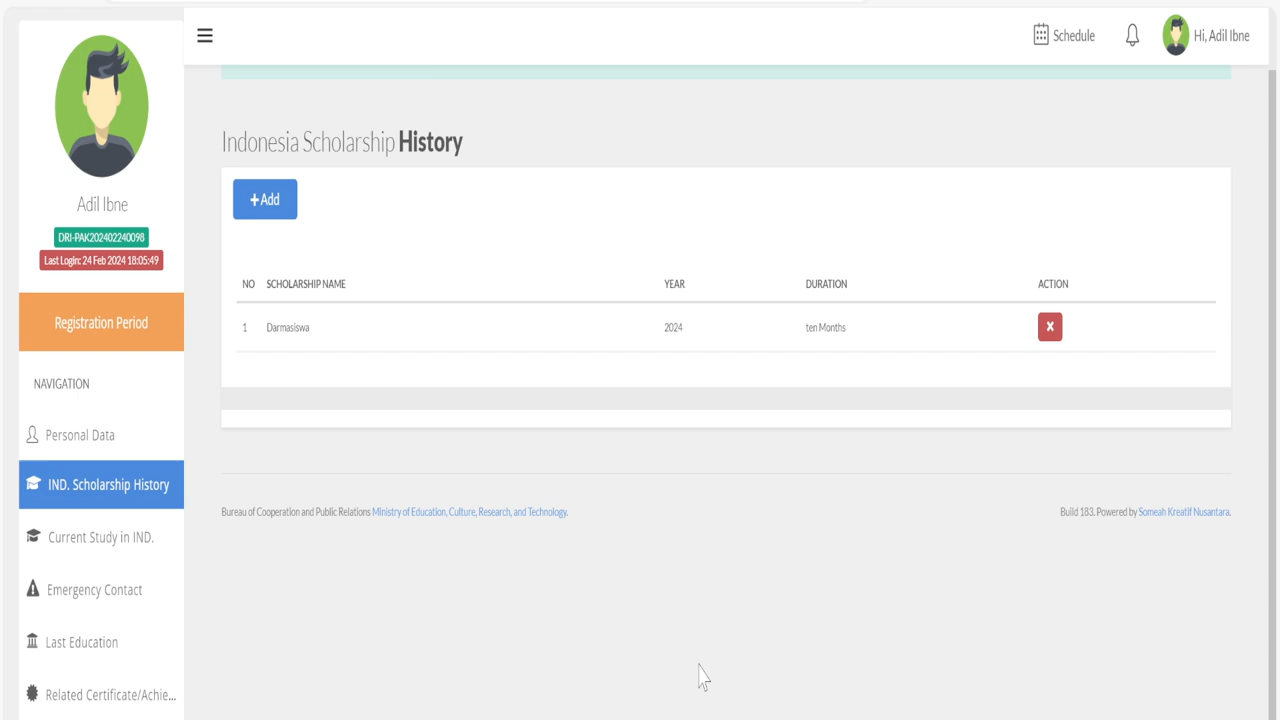 Schedule
Hi, Adil Ibne
Adil Ibne
DRI-PAK202402240098
Last Login: 24 Feb 2024 18:05:49
Registration Period
NAVIGATION
Personal Data
IND. Scholarship History
Current Study in IND.
Emergency Contact
Last Education
Related Certificate/Achie...
Indonesia Scholarship History
+ Add
NO SCHOLARSHIP NAME YEAR DURATION ACTION
1 Darmasiswa 2024 ten Months
Bureau of Cooperation and Public Relations Ministry of Education, Culture, Research, and Technology.
Build 183, Powered by Someah Kreatif Nusantara.